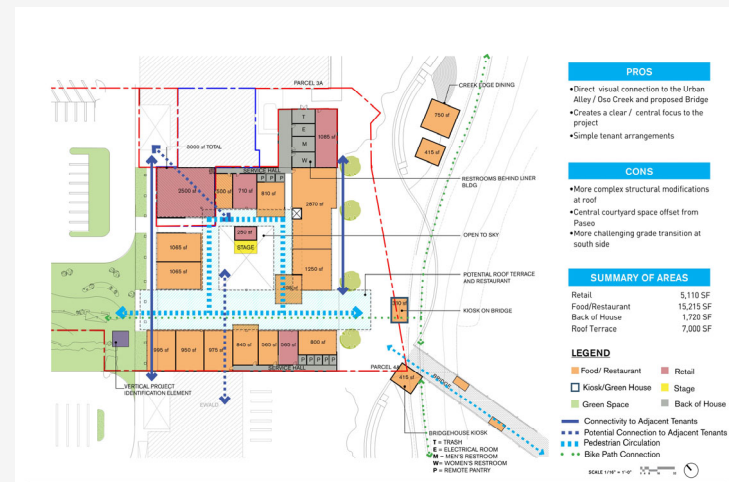 PARCEL 3A
CREEK EDGE DINING
750 sf
415 sf
T
E
M
W
1085 sf
0000 sf TOTAL
SERVICE HALL
P P P
RESTROOMS BEHIND LINER
BLDG
2500 sf
500 sf
710 sf
810 sf
2870 sf
250 sf
STAGE
OPEN TO SKY
1085 sf
1065 sf
1250 sf
POTENTIAL ROOF TERRACE
AND RESTAURANT
KIOSK ON BRIDGE
995 sf
950 sf
975 sf
840 sf
800 sf
P P P P P
SERVICE HALL
PARCEL 4A
415 sf
BRIDGE
VERTICAL PROJECT
IDENTIFICATION ELEMENT
EWALD
BRIDGEHOUSE KIOSK
T = TRASH
E = ELECTRICAL ROOM
M = MEN'S RESTROOM
W= WOMEN'S RESTROOM
P = REMOTE PANTRY
PROS
•Direct visual connection to the Urban
Alley / Oso Creek and proposed Bridge
•Creates a clear / central focus to the
project
•Simple tenant arrangements
CONS
•More complex structural modifications
at roof
•Central courtyard space offset from
Paseo
•More challenging grade transition at
south side
SUMMARY OF AREAS
Retail 5,110 SF
Food/Restaurant 15,215 SF
Back of House 1,720 SF
Roof Terrace 7,000 SF
LEGEND
Food/ Restaurant
Retail
Kiosk/Green House
Stage
Green Space
Back of House
Connectivity to Adjacent Tenants
Potential Connection to Adjacent Tenants
Pedestrian Circulation
Bike Path Connection
SCALE 1/16" = 1'-0"